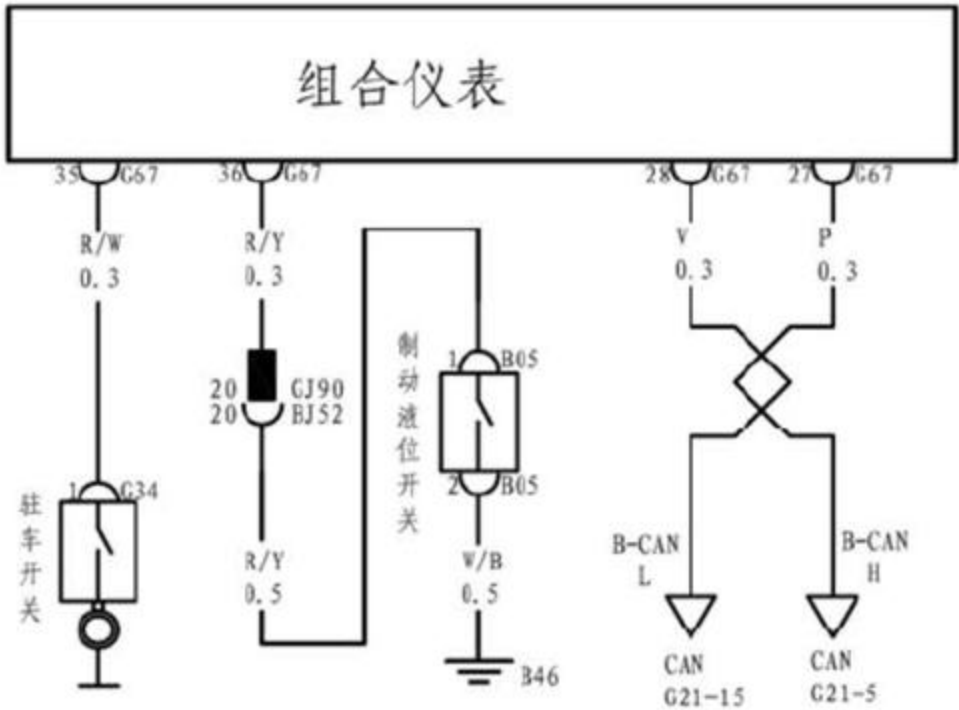 组合仪表
35 G67 36 G67 28 G67 27 G67
R/W R/Y V P
0.3 0.3 0.3 0.3
制动液位开关
1 B05
20 GJ90
20 BJ52
2 B05
驻车开关
1 G34
R/Y W/B
0.5 0.5
B-CAN L
B-CAN H
B46
CAN CAN
G21-15 G21-5